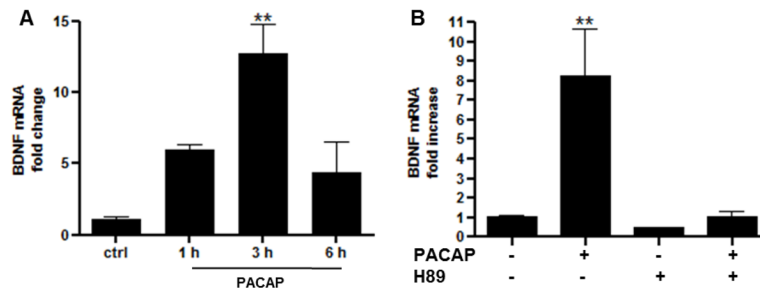 A
BDNF mRNA
fold change
15
10
5
0
**
ctrl 1 h 3 h 6 h
PACAP
B
BDNF mRNA
fold increase
11
10
9
8
7
6
5
4
3
2
1
0
**
PACAP - + - +
H89 - - + +